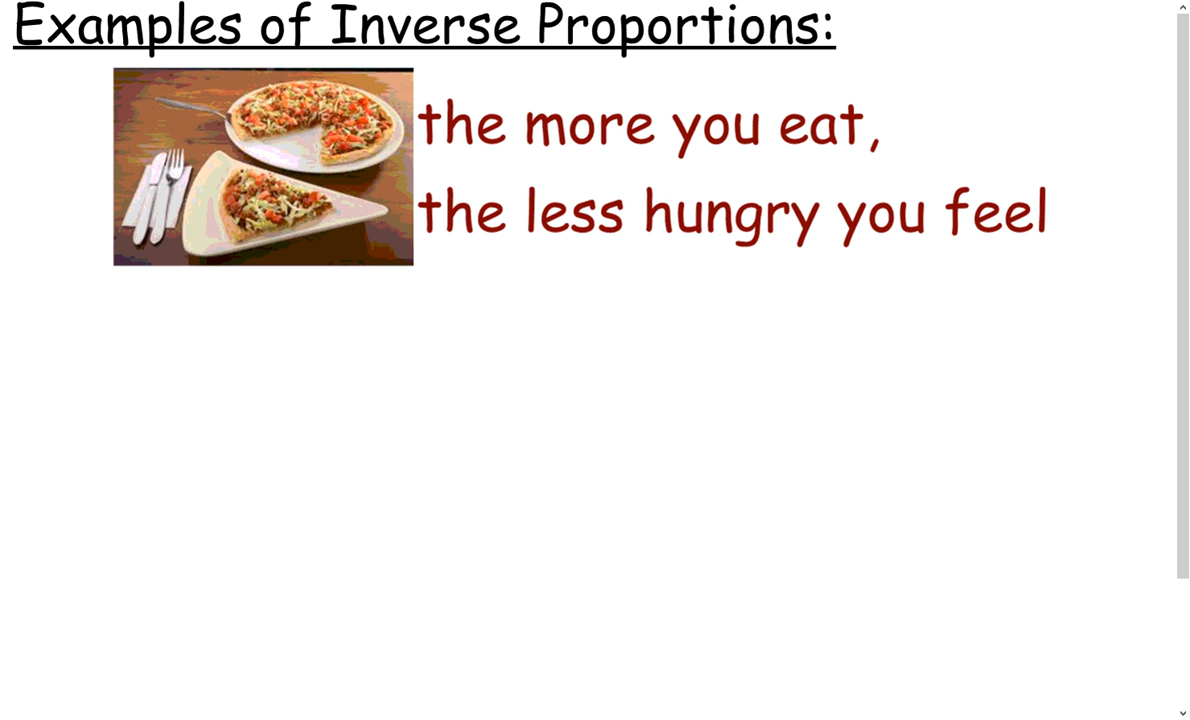 Examples of Inverse Proportions:
the more you eat,
the less hungry you feel